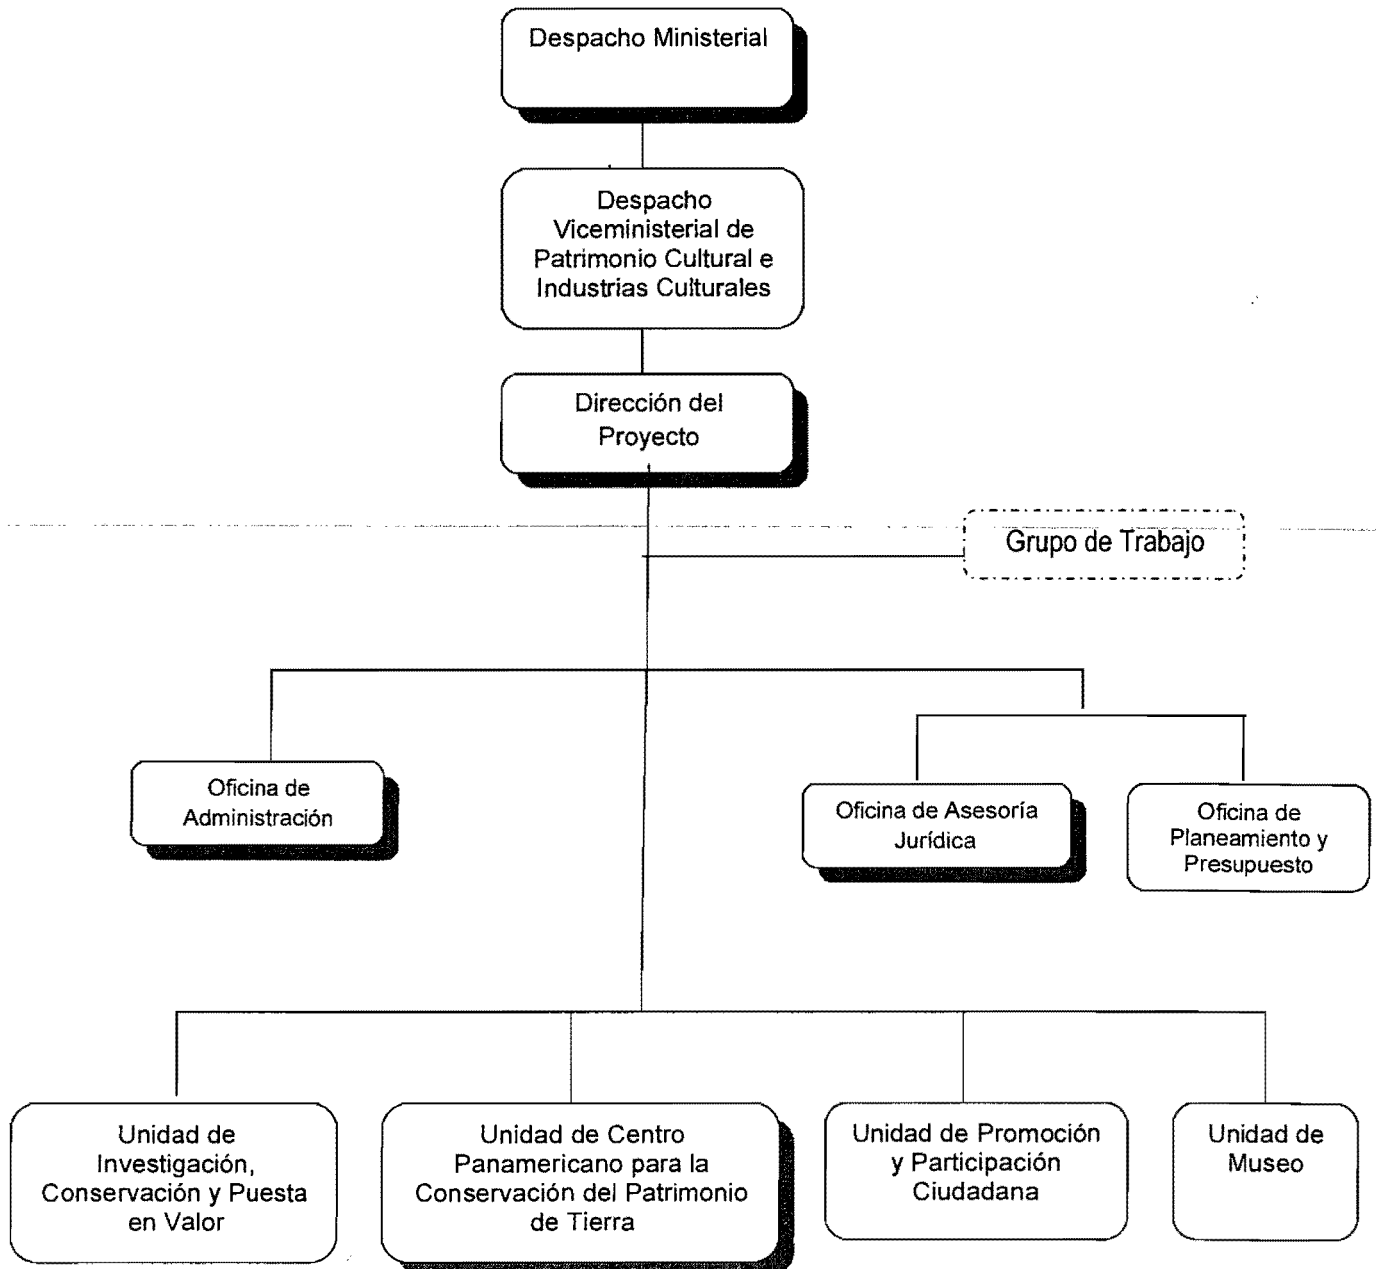 Despacho Ministerial
Despacho
Viceministerial de
Patrimonio Cultural e
Industrias Culturales
Dirección del
Proyecto
Grupo de Trabajo
Oficina de
Administración
Oficina de Asesoría
Jurídica
Oficina de
Planeamiento y
Presupuesto
Unidad de
Investigación,
Conservación y Puesta
en Valor
Unidad de Centro
Panamericano para la
Conservación del Patrimonio
de Tierra
Unidad de Promoción
y Participación
Ciudadana
Unidad de
Museo